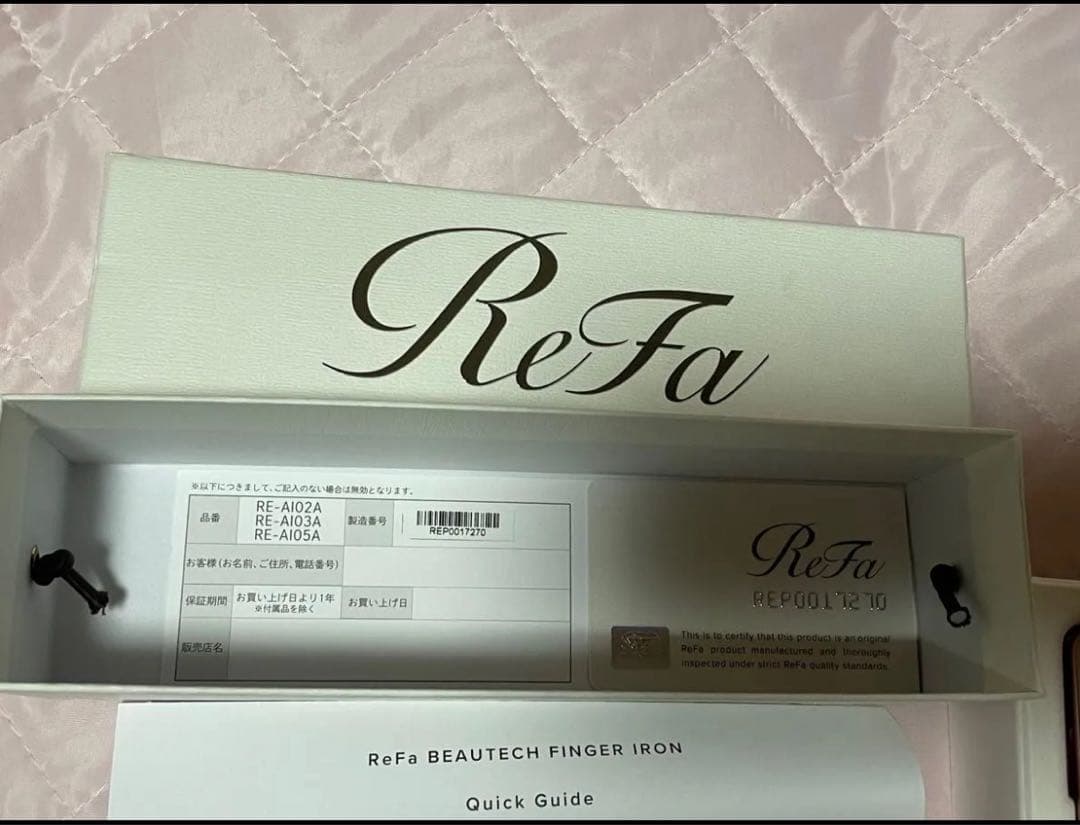 ReFa
※以下につきまして、ご記入のない場合は無効となります。
品番
RE-AI02A
RE-AI03A
RE-AI05A
製造番号
REP0017270
お客様(お名前、ご住所、電話番号)
保証期間
お買い上げ日より1年
※付属品を除く
お買い上げ日
販売店名
ReFa
REP0017270
This is to certify that this product is an original
ReFa product manufactured and thoroughly
inspected under strict ReFa quality standards.
ReFa BEAUTECH FINGER IRON
Quick Guide